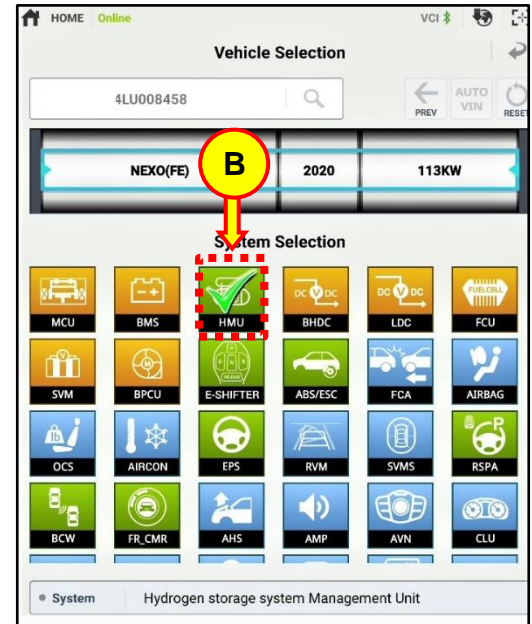 HOME Online VCI
Vehicle Selection
4LU008458 PREV AUTO VIN RESET
NEXO(FE) 2020 113KW
B
System Selection
MCU BMS HMU BHDC LDC FCU
SVM BPCU E-SHIFTER ABS/ESC FCA AIRBAG
OCS AIRCON EPS RVM SVMS RSPA
BCW FR_CMR AHS AMP AVN CLU
DC V DC
DC V DC
FUELCELL
V
M
lb
P
System Hydrogen storage system Management Unit